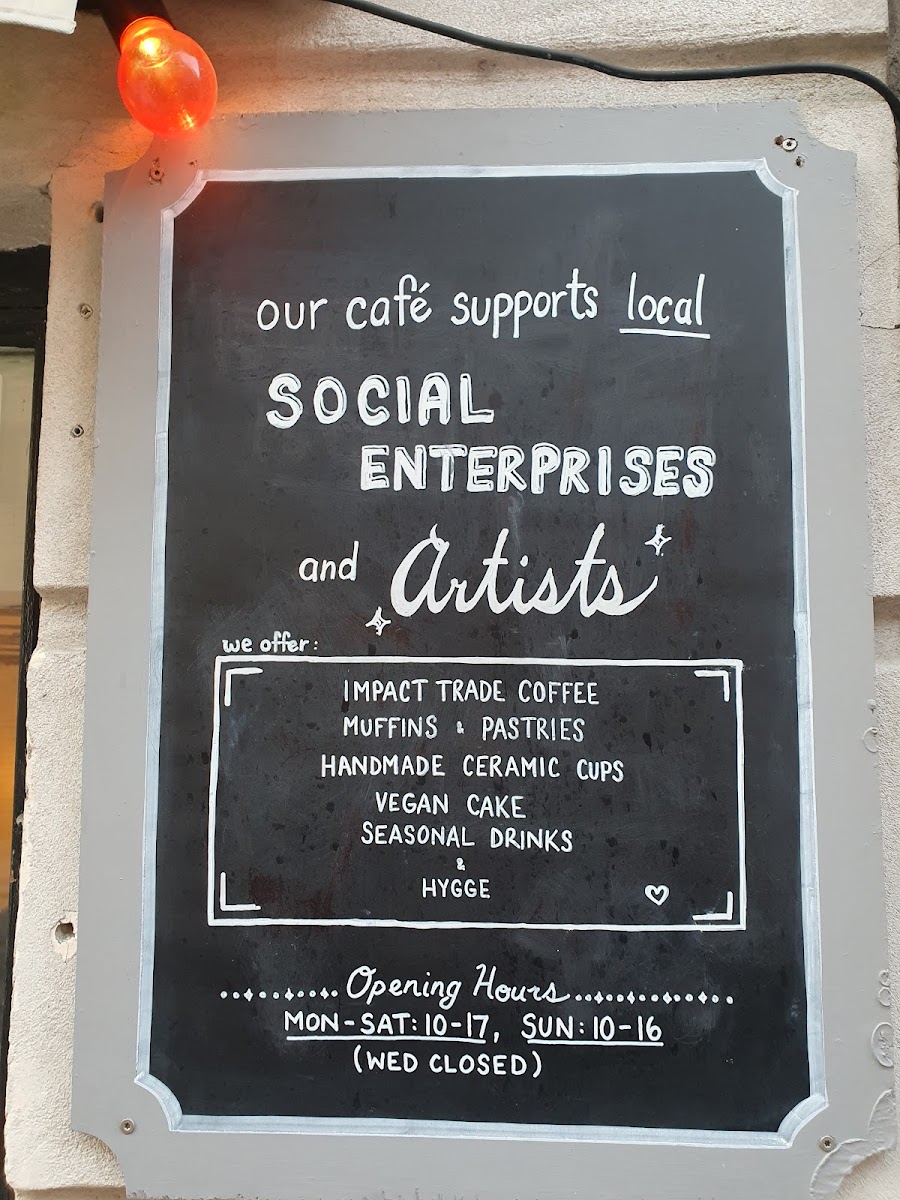 our café supports local
SOCIAL
ENTERPRISES
and Artists
we offer:
IMPACT TRADE COFFEE
MUFFINS & PASTRIES
HANDMADE CERAMIC CUPS
VEGAN CAKE
SEASONAL DRINKS
&
HYGGE
Opening Hours
MON-SAT: 10-17, SUN: 10-16
(WED CLOSED)